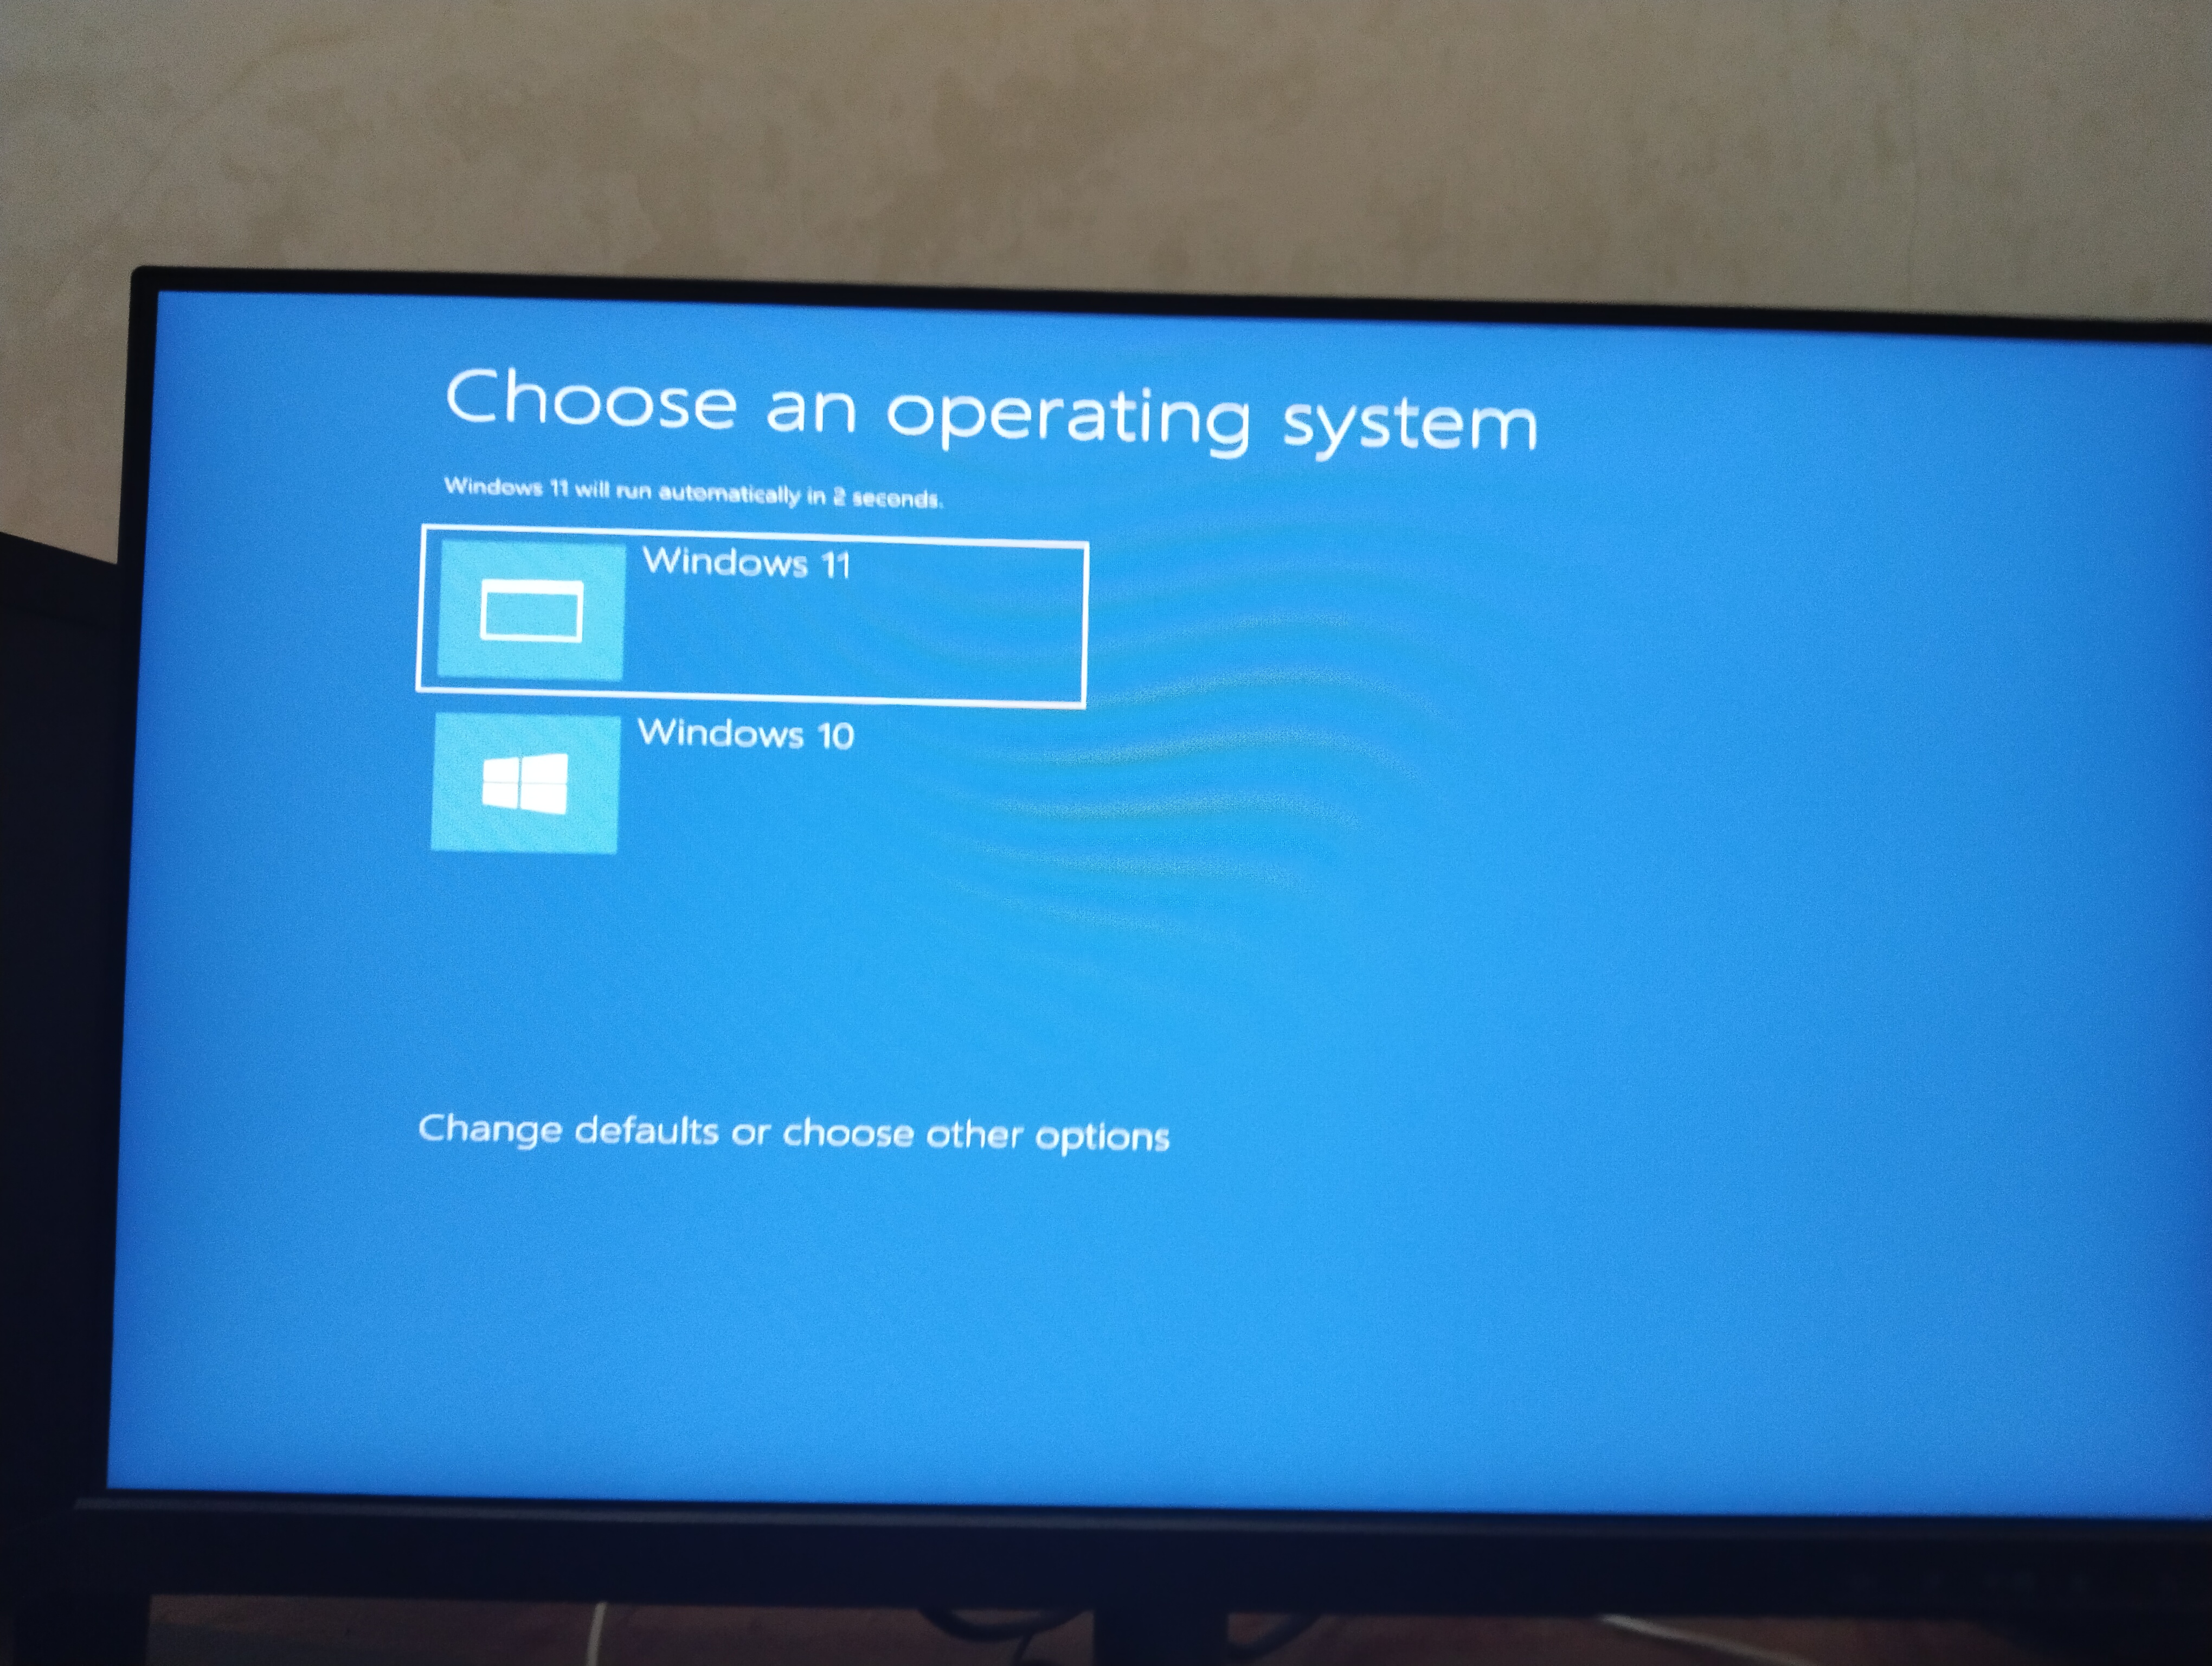 Choose an operating system
Windows 11 will run automatically in 2 seconds.
Windows 11
Windows 10
Change defaults or choose other options